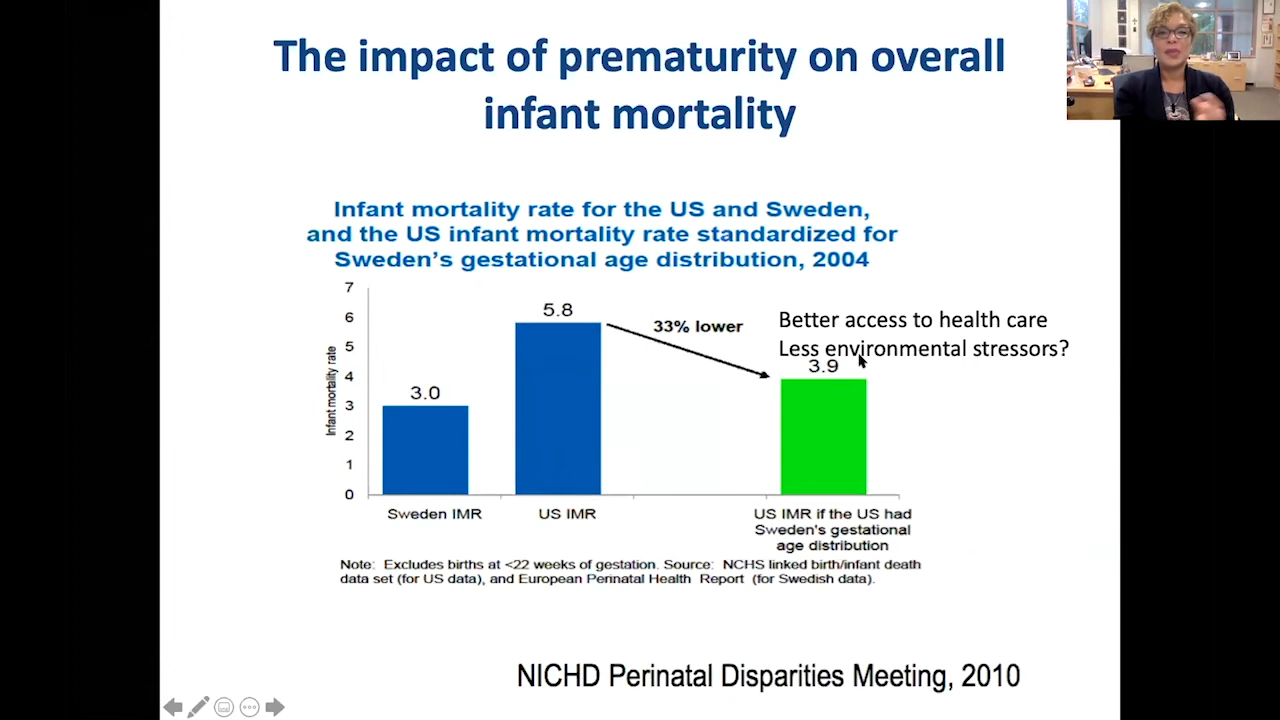 The impact of prematurity on overall
infant mortality
Infant mortality rate for the US and Sweden,
and the US infant mortality rate standardized for
Sweden's gestational age distribution, 2004
7
6
5
4
3
2
1
0
Infant mortality rate
3.0
5.8
33% lower
Better access to health care
Less environmental stressors?
3.9
Sweden IMR
US IMR
US IMR if the US had
Sweden's gestational
age distribution
Note: Excludes births at <22 weeks of gestation. Source: NCHS linked birth/infant death
data set (for US data), and European Perinatal Health Report (for Swedish data).
NICHD Perinatal Disparities Meeting, 2010